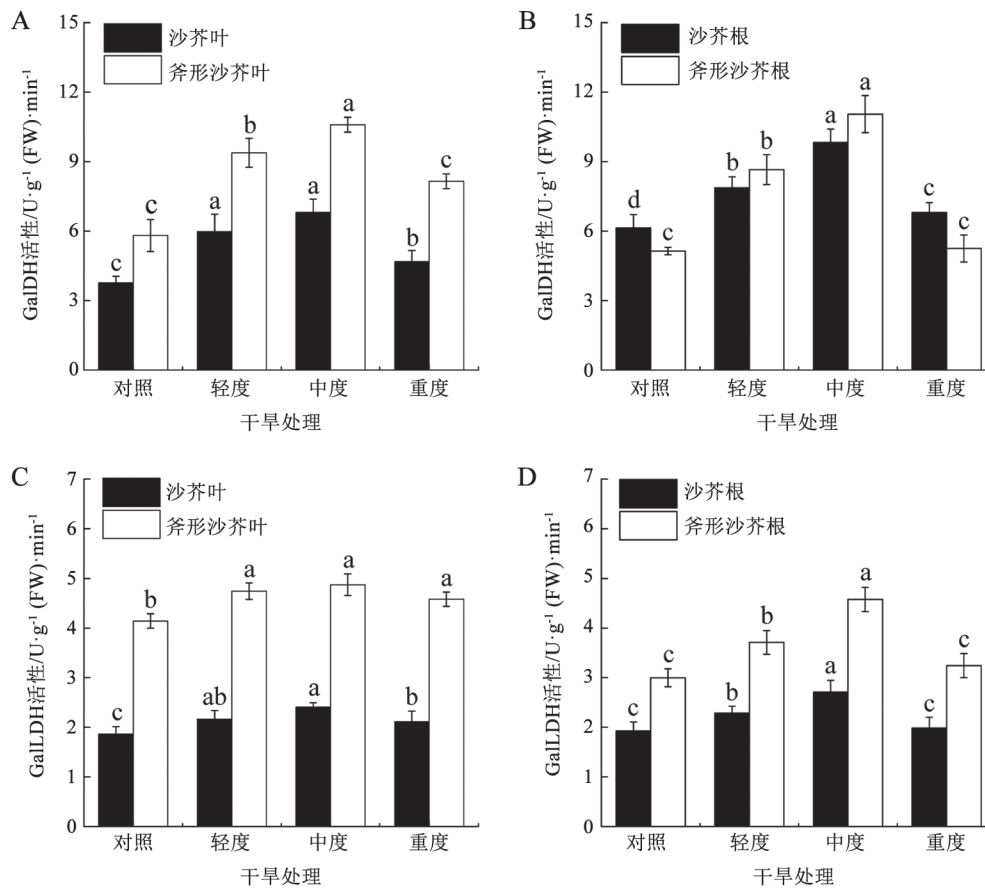 A
沙芥叶
斧形沙芥叶
GalDH活性/U·g⁻¹ (FW)·min⁻¹
15
12
9
6
3
0
c
c
a
b
a
a
b
c
对照
轻度
中度
重度
干旱处理
B
沙芥根
斧形沙芥根
GalDH活性/U·g⁻¹ (FW)·min⁻¹
15
12
9
6
3
0
d
c
b
b
a
a
c
c
对照
轻度
中度
重度
干旱处理
C
沙芥叶
斧形沙芥叶
GalLDH活性/U·g⁻¹ (FW)·min⁻¹
7
6
5
4
3
2
1
0
c
b
ab
a
a
a
b
a
对照
轻度
中度
重度
干旱处理
D
沙芥根
斧形沙芥根
GalLDH活性/U·g⁻¹ (FW)·min⁻¹
7
6
5
4
3
2
1
0
c
c
b
b
a
a
c
c
对照
轻度
中度
重度
干旱处理